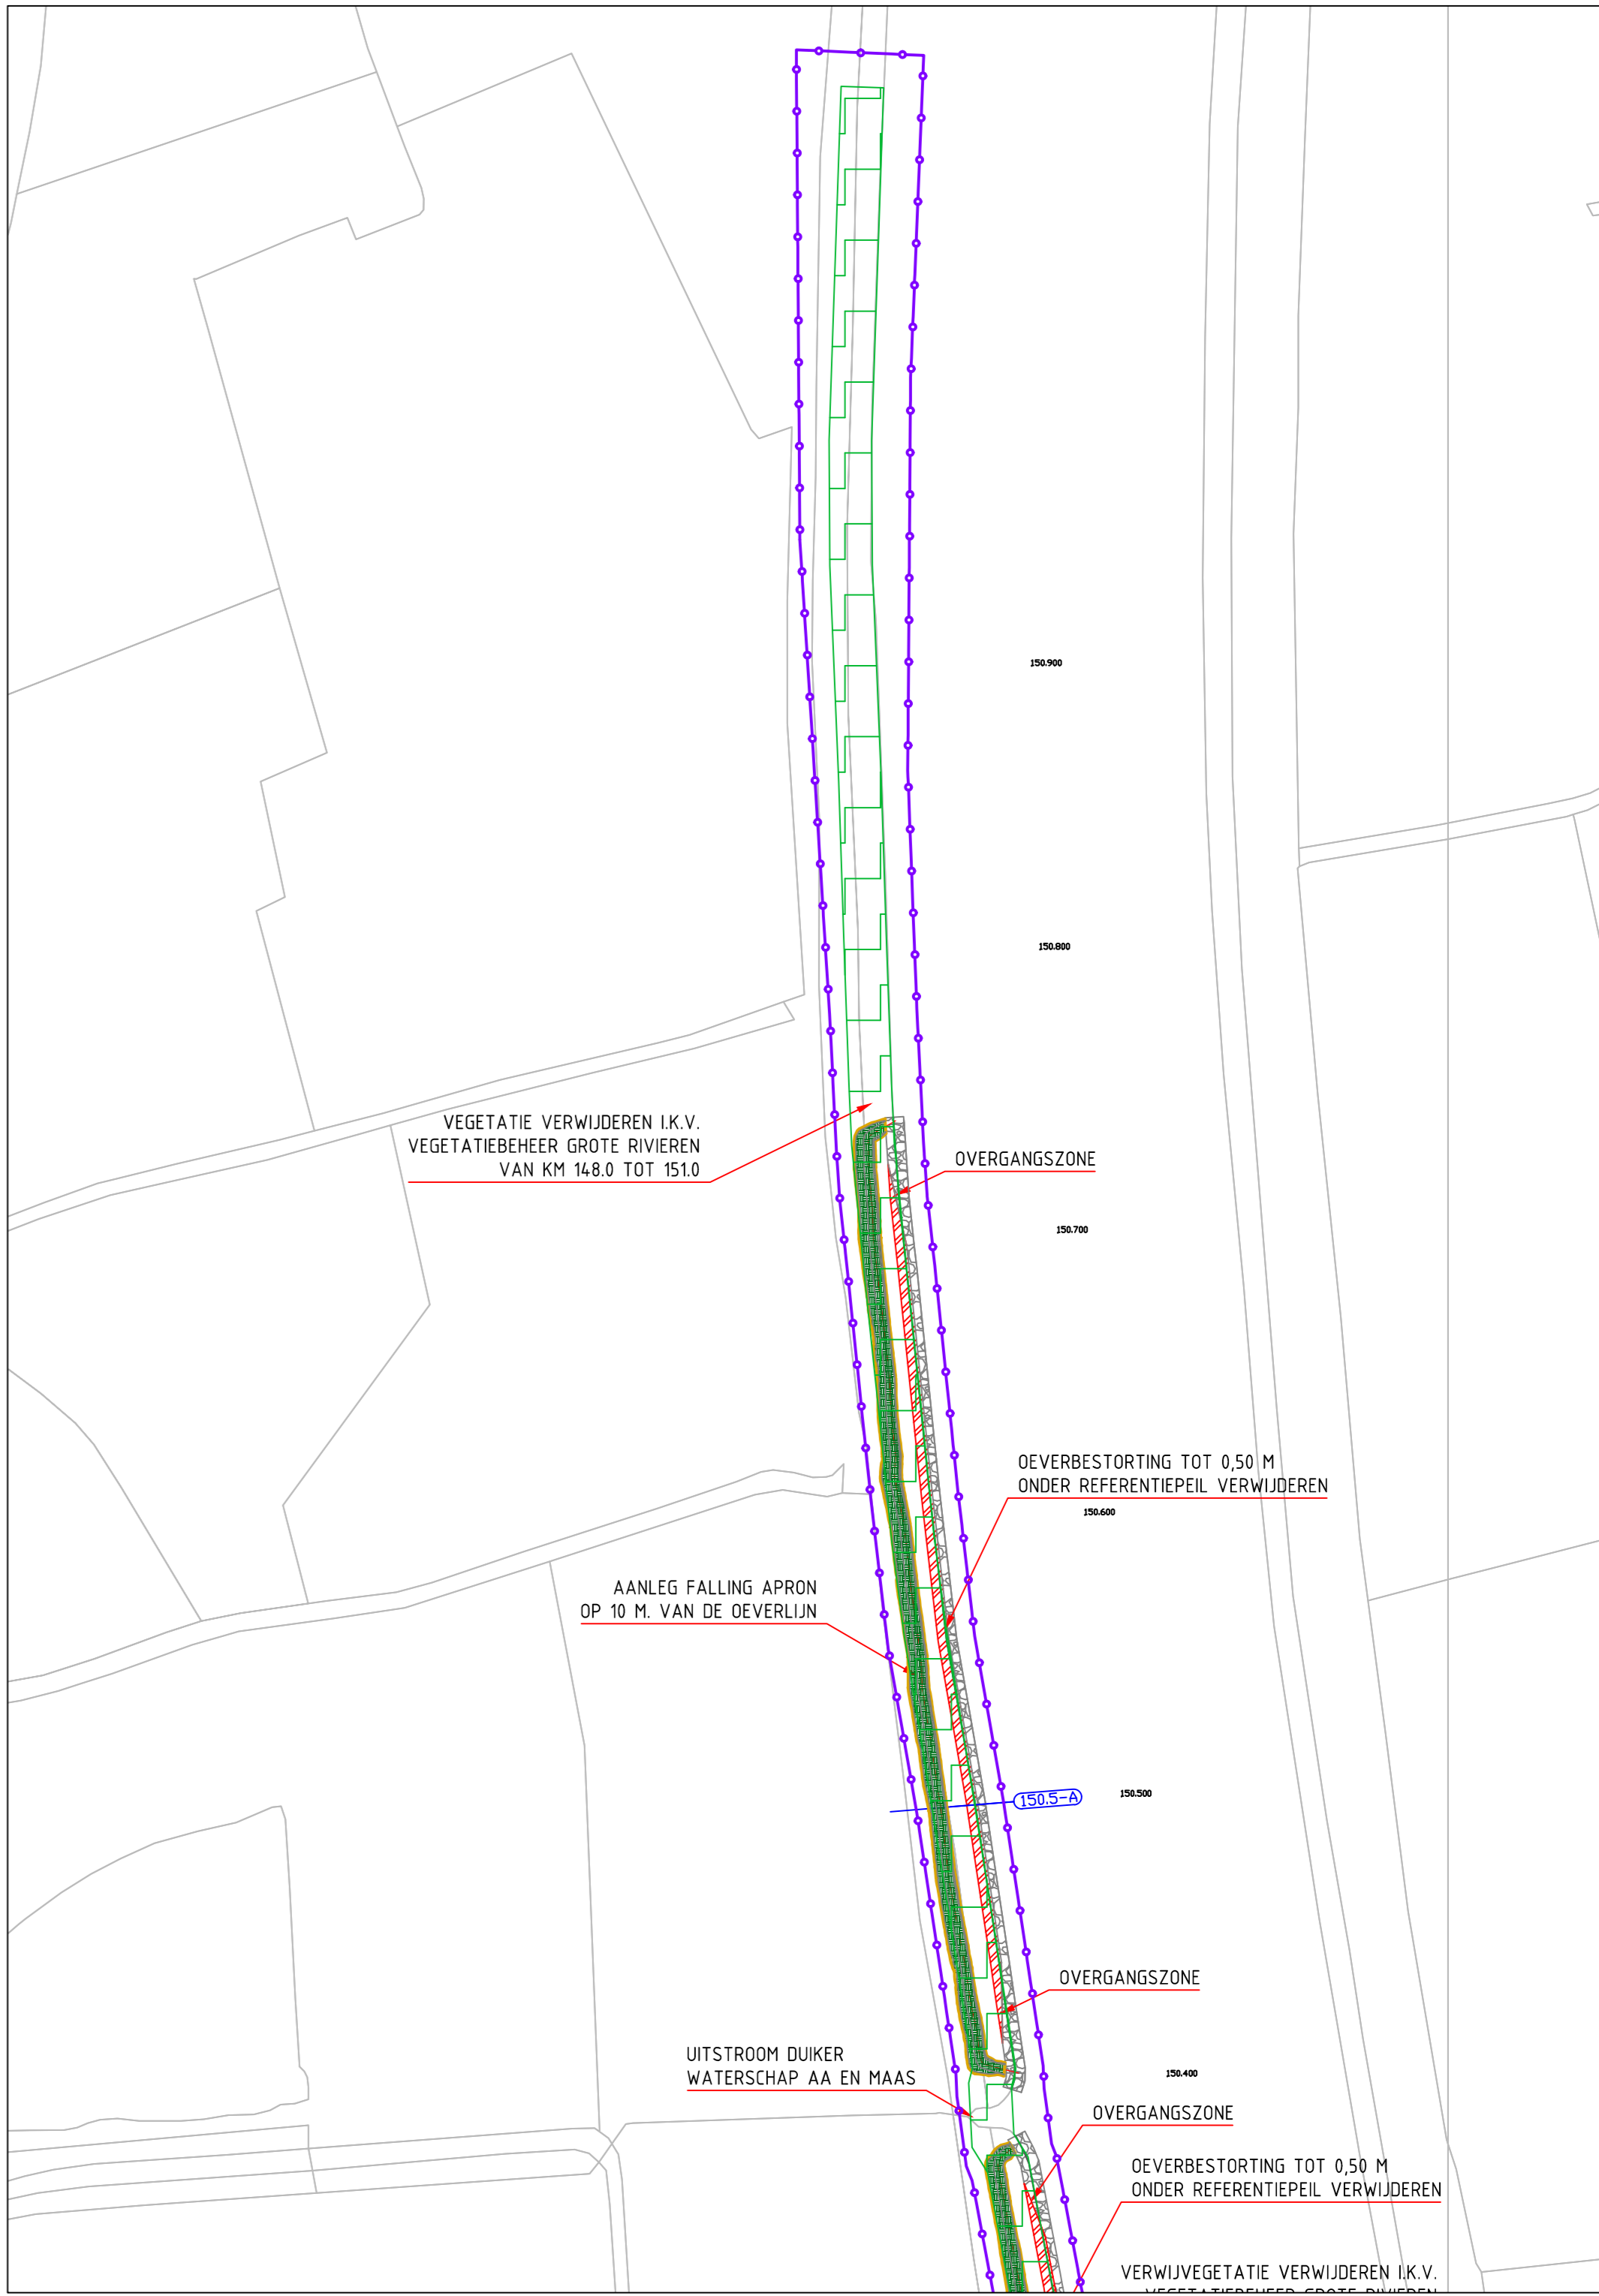 150.900
150.800
VEGETATIE VERWIJDEREN I.K.V.
VEGETATIEBEHEER GROTE RIVIEREN
VAN KM 148.0 TOT 151.0
OVERGANGSZONE
150.700
OEVERBESTORTING TOT 0,50 M
ONDER REFERENTIEPEIL VERWIJDEREN
150.600
AANLEG FALLING APRON
OP 10 M. VAN DE OEVERLIJN
150.5-A
150.500
OVERGANGSZONE
UITSTROOM DUIKER
WATERSCHAP AA EN MAAS
150.400
OVERGANGSZONE
OEVERBESTORTING TOT 0,50 M
ONDER REFERENTIEPEIL VERWIJDEREN
VERWIJVEGETATIE VERWIJDEREN I.K.V.
VEGETATIEBEHEER GROTE RIVIEREN